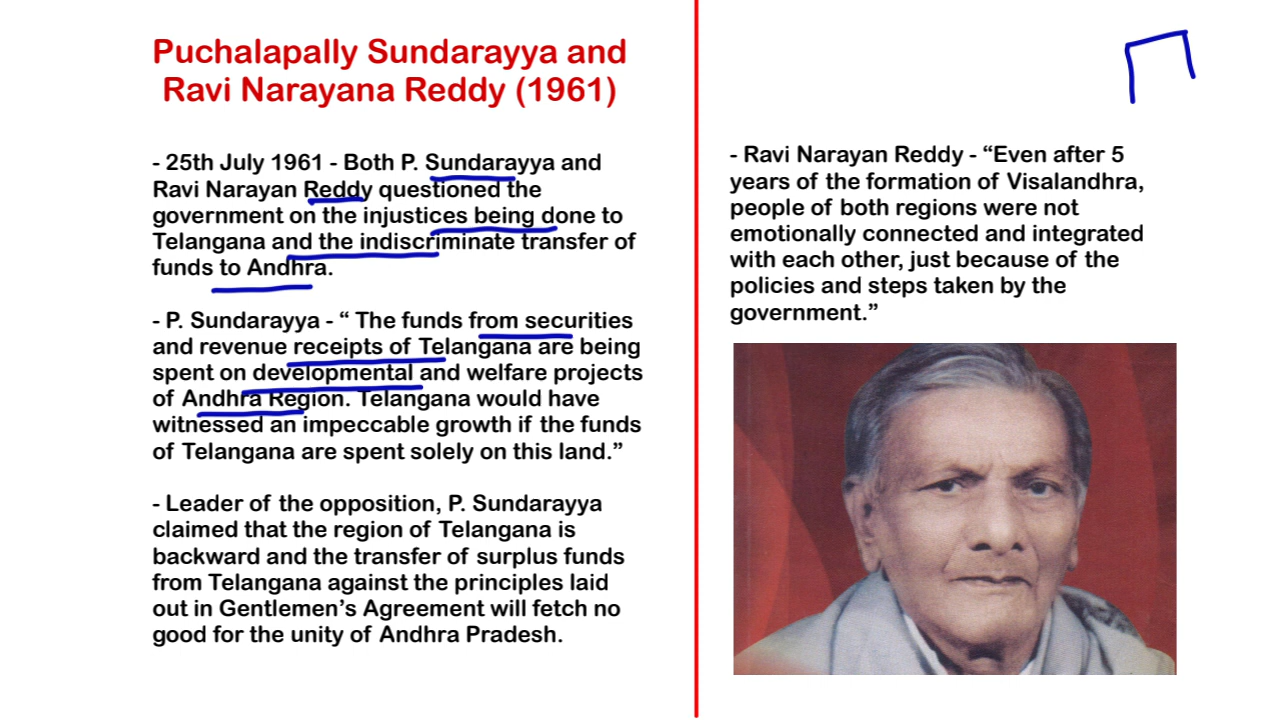 Puchalapally Sundarayya and
Ravi Narayana Reddy (1961)
- 25th July 1961 - Both P. Sundarayya and
Ravi Narayan Reddy questioned the
government on the injustices being done to
Telangana and the indiscriminate transfer of
funds to Andhra.
- P. Sundarayya - “ The funds from securities
and revenue receipts of Telangana are being
spent on developmental and welfare projects
of Andhra Region. Telangana would have
witnessed an impeccable growth if the funds
of Telangana are spent solely on this land.”
- Leader of the opposition, P. Sundarayya
claimed that the region of Telangana is
backward and the transfer of surplus funds
from Telangana against the principles laid
out in Gentlemen’s Agreement will fetch no
good for the unity of Andhra Pradesh.
- Ravi Narayan Reddy - “Even after 5
years of the formation of Visalandhra,
people of both regions were not
emotionally connected and integrated
with each other, just because of the
policies and steps taken by the
government.”